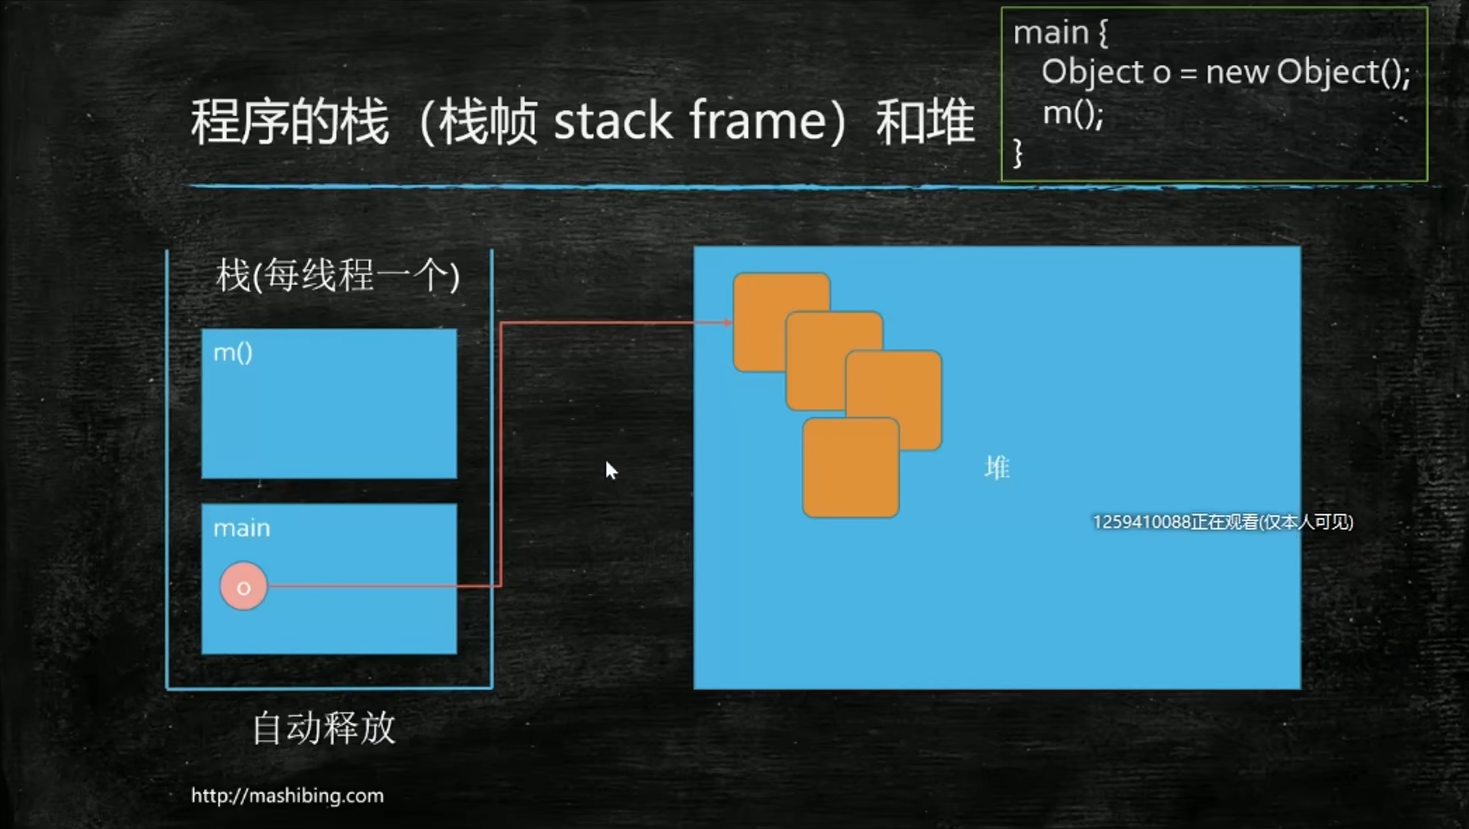 main {
Object o = new Object();
m();
}
程序的栈（栈帧 stack frame）和堆
栈(每线程一个)
m()
main
o
堆
1259410088正在观看(仅本人可见)
自动释放
http://mashibing.com